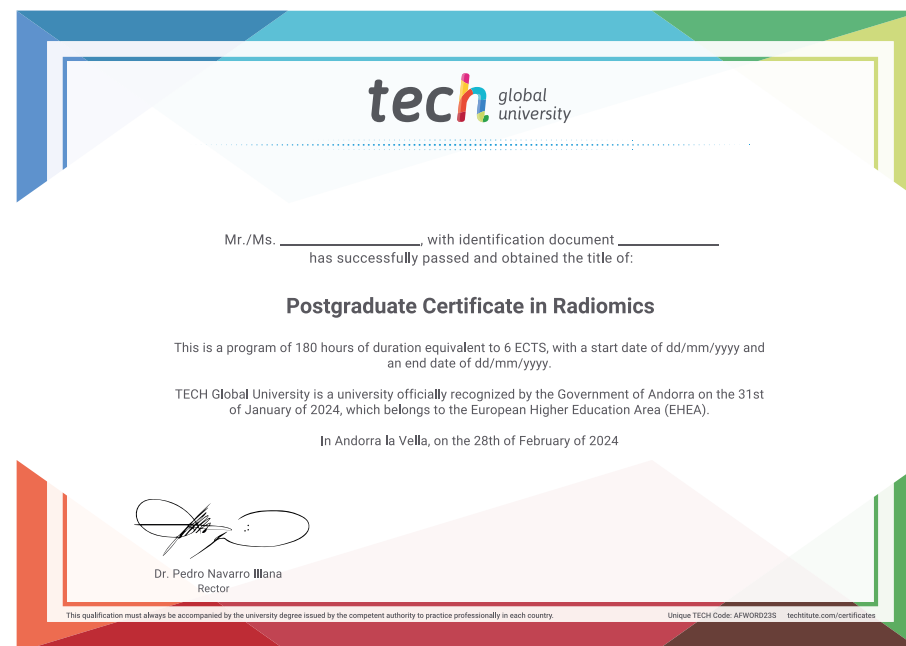 tech global university
Mr./Ms. ____________, with identification document ____________
has successfully passed and obtained the title of:
Postgraduate Certificate in Radiomics
This is a program of 180 hours of duration equivalent to 6 ECTS, with a start date of dd/mm/yyyy and
an end date of dd/mm/yyyy.
TECH Global University is a university officially recognized by the Government of Andorra on the 31st
of January of 2024, which belongs to the European Higher Education Area (EHEA).
In Andorra la Vella, on the 28th of February of 2024
Dr. Pedro Navarro Illana
Rector
This qualification must always be accompanied by the university degree issued by the competent authority to practice professionally in each country.
Unique TECH Code: AFWORD23S techtitute.com/certificates